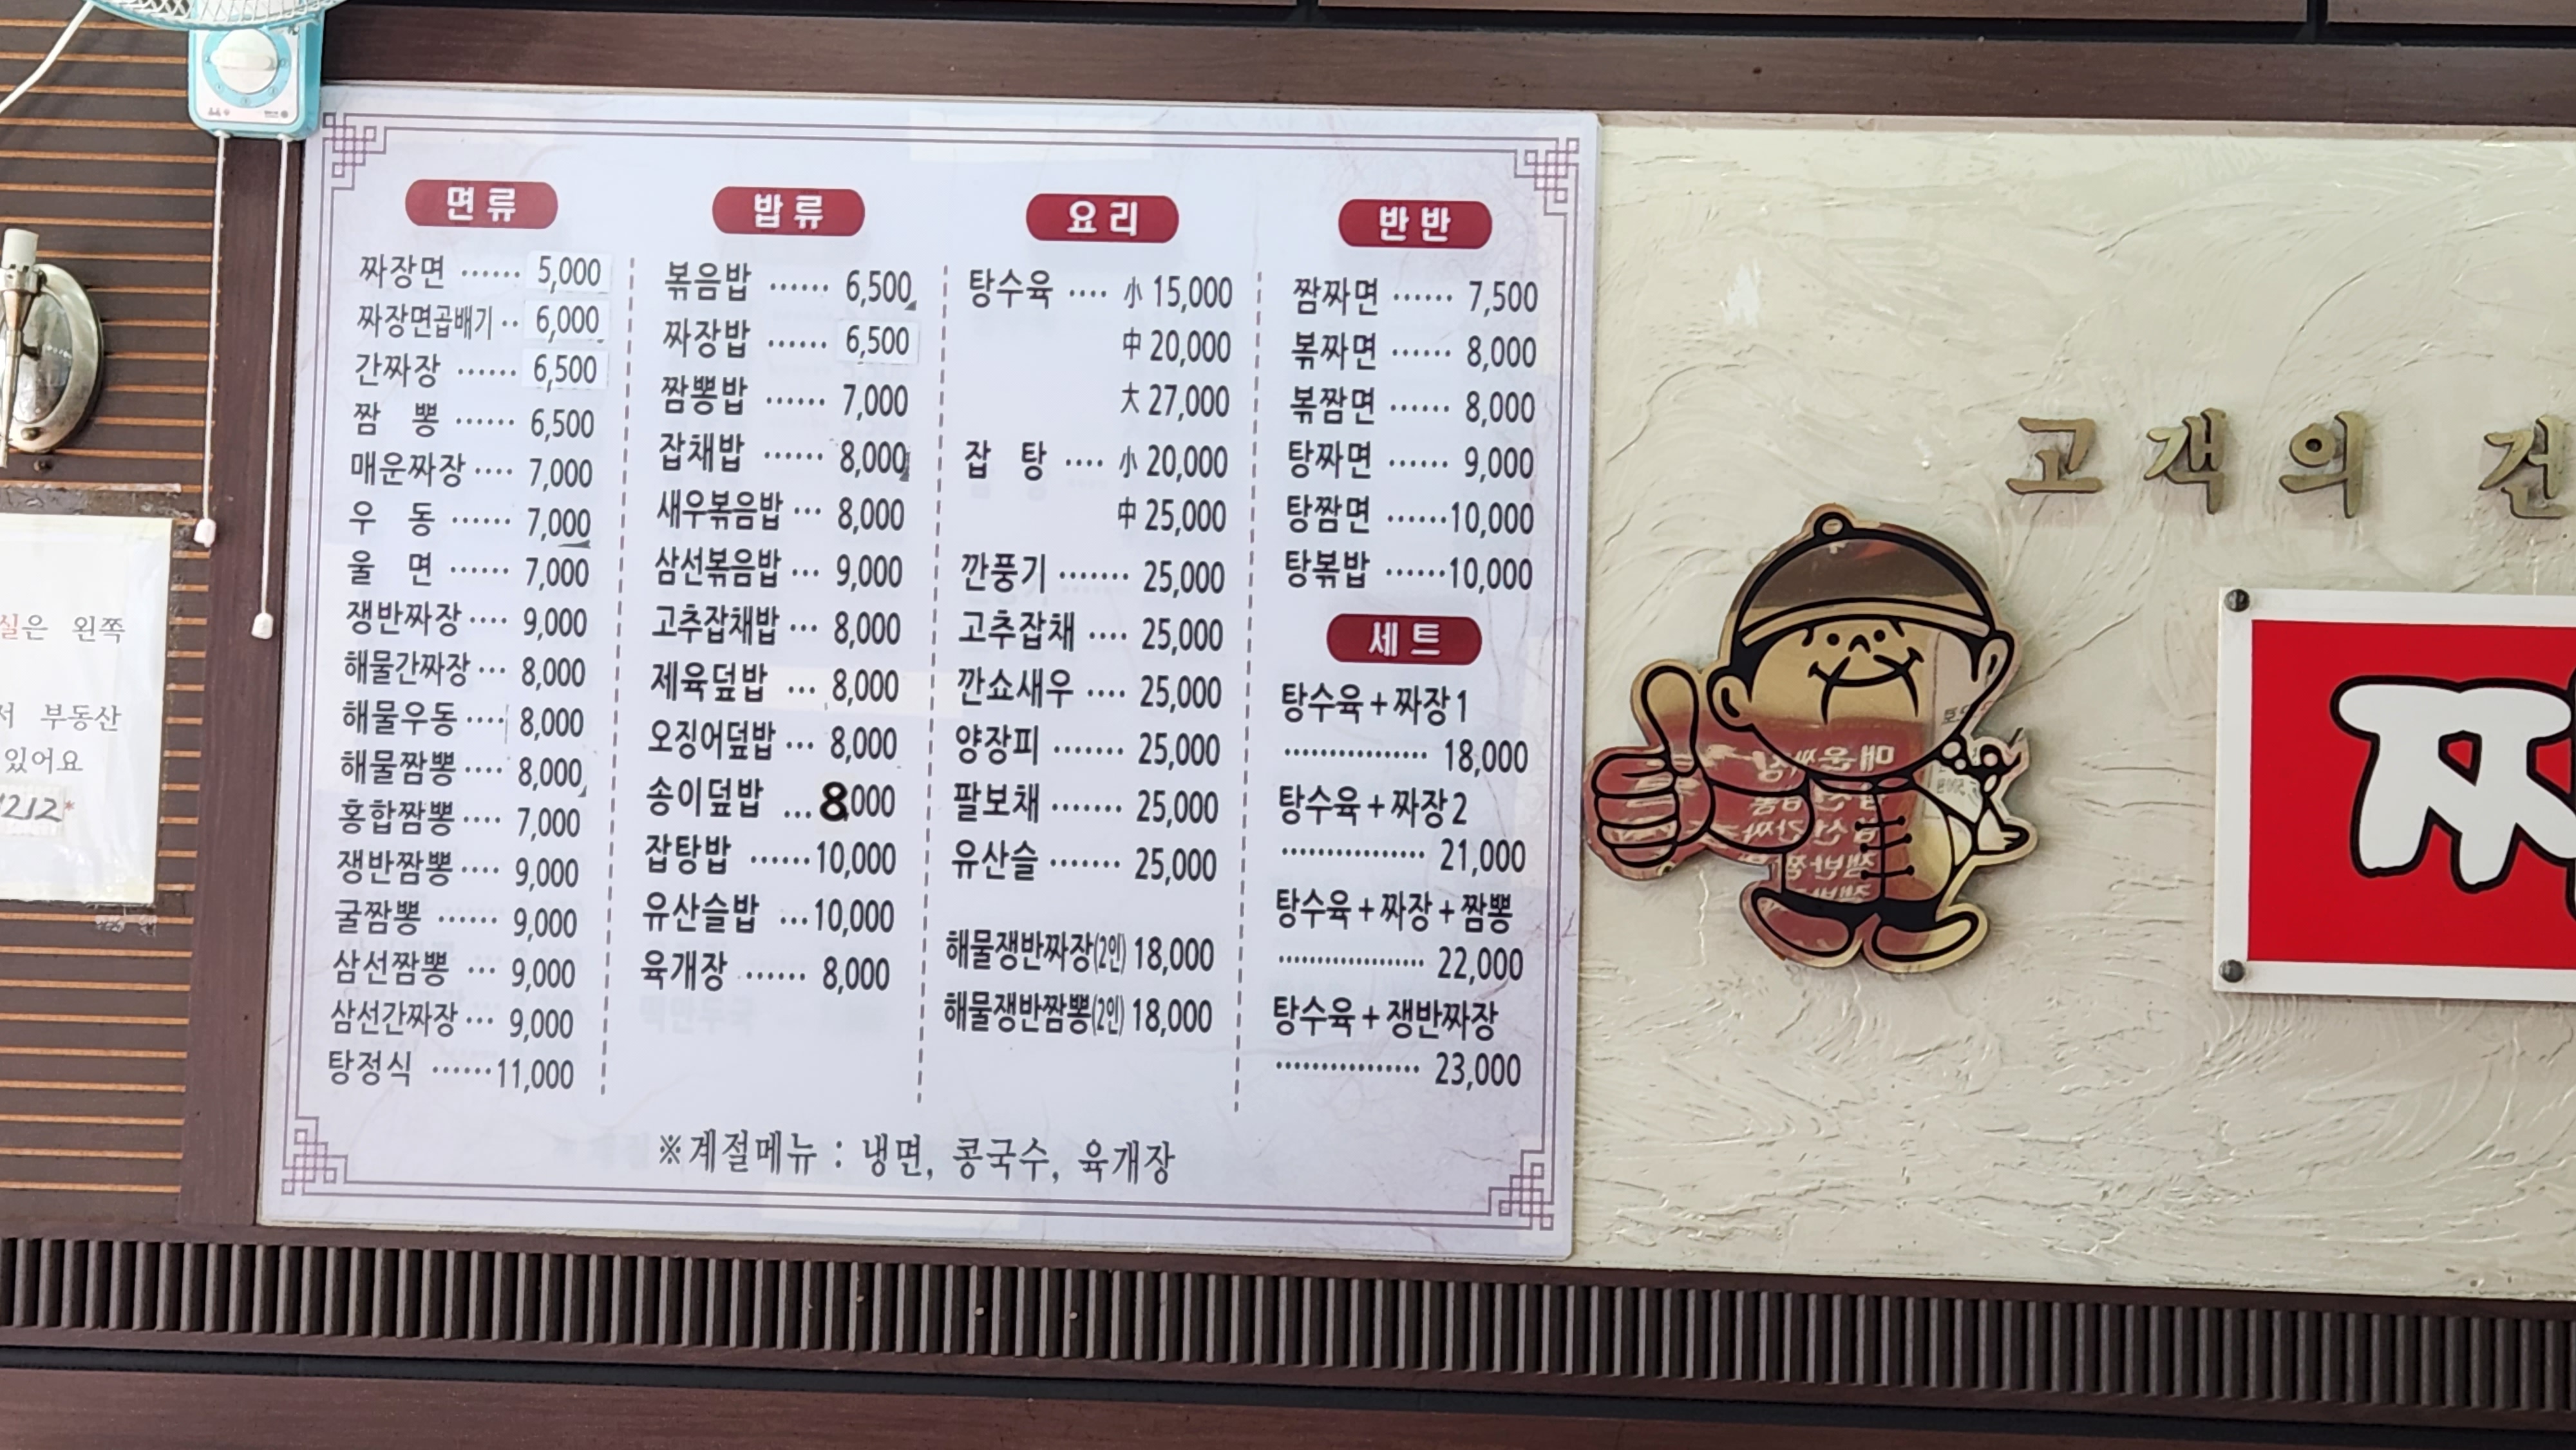 면류
짜장면 ...... 5,000
짜장면곱배기 .. 6,000
간짜장 ...... 6,500
짬 뽕 ...... 6,500
매운짜장 .... 7,000
우 동 ...... 7,000
울 면 ...... 7,000
쟁반짜장 .... 9,000
해물간짜장 ... 8,000
해물우동 .... 8,000
해물짬뽕 .... 8,000
홍합짬뽕 .... 7,000
쟁반짬뽕 .... 9,000
굴짬뽕 ...... 9,000
삼선짬뽕 ... 9,000
삼선간짜장 ... 9,000
탕정식 ......11,000
밥류
볶음밥 ...... 6,500
짜장밥 ...... 6,500
짬뽕밥 ...... 7,000
잡채밥 ...... 8,000
새우볶음밥 ... 8,000
삼선볶음밥 ... 9,000
고추잡채밥 ... 8,000
제육덮밥 ... 8,000
오징어덮밥 ... 8,000
송이덮밥 ...8,000
잡탕밥 ......10,000
유산슬밥 ...10,000
육개장 ...... 8,000
요리
탕수육 .... 小 15,000
中 20,000
大 27,000
잡 탕 .... 小 20,000
中 25,000
깐풍기 ....... 25,000
고추잡채 .... 25,000
깐쇼새우 .... 25,000
양장피 ....... 25,000
팔보채 ....... 25,000
유산슬 ....... 25,000
해물쟁반짜장(2인) 18,000
해물쟁반짬뽕(2인) 18,000
반반
짬짜면 ...... 7,500
볶짜면 ...... 8,000
볶짬면 ...... 8,000
탕짜면 ...... 9,000
탕짬면 ......10,000
탕볶밥 ......10,000
세트
탕수육+짜장1
................ 18,000
탕수육+짜장2
................ 21,000
탕수육+짜장+짬뽕
................ 22,000
탕수육+쟁반짜장
................ 23,000
※계절메뉴 : 냉면, 콩국수, 육개장
실은 왼쪽
서 부동산
있어요
1212*
고객의 건